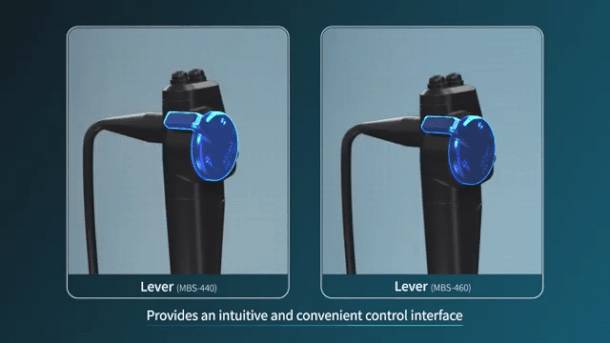 Lever (MBS-440)
Lever (MBS-460)
Provides an intuitive and convenient control interface